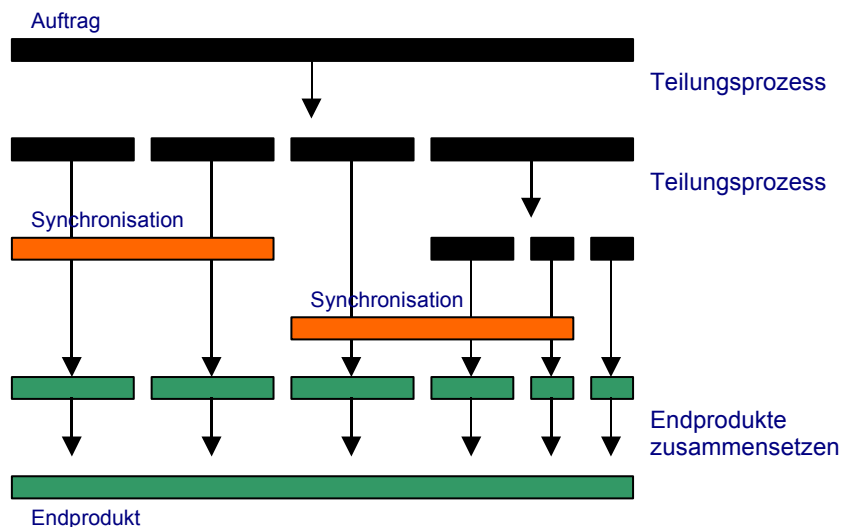 Auftrag
Teilungsprozess
Teilungsprozess
Synchronisation
Synchronisation
Endprodukte
zusammensetzen
Endprodukt